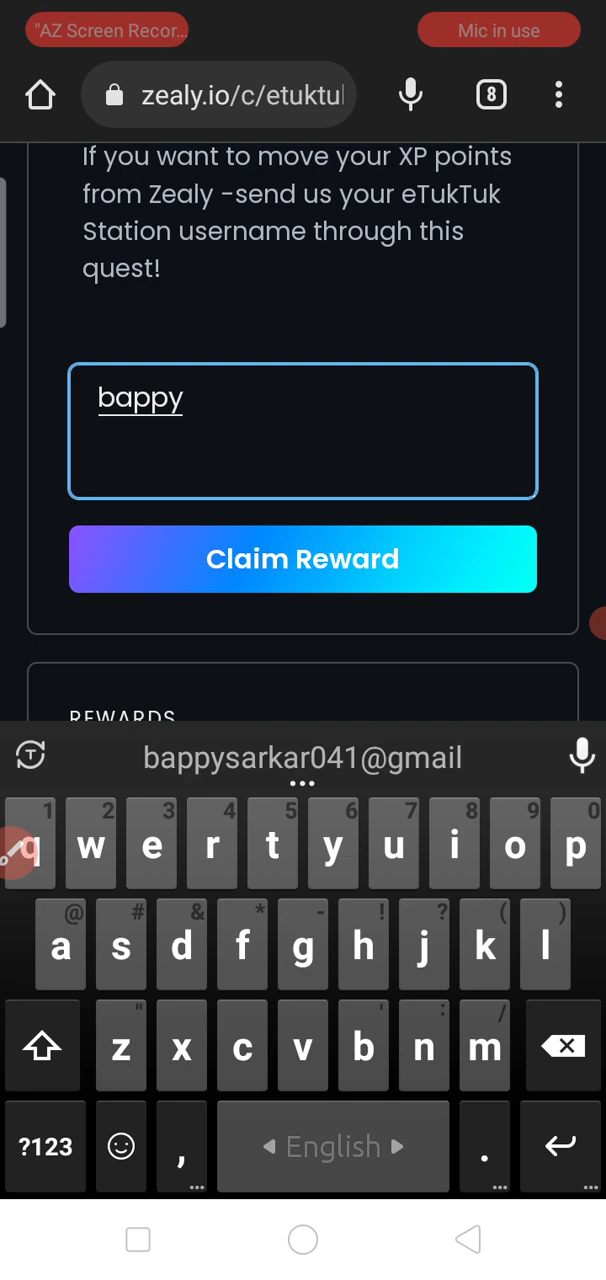 "AZ Screen Recor... Mic in use
zealy.io/c/etuktul 8
If you want to move your XP points
from Zealy -send us your eTukTuk
Station username through this
quest!
bappy
Claim Reward
REWARDS
T bappysarkar041@gmail
1 2 3 4 5 6 7 8 9 0
q w e r t y u i o p
@ # & * - ! ? ( )
a s d f g h j k l
" ' : /
z x c v b n m
?123 , English .